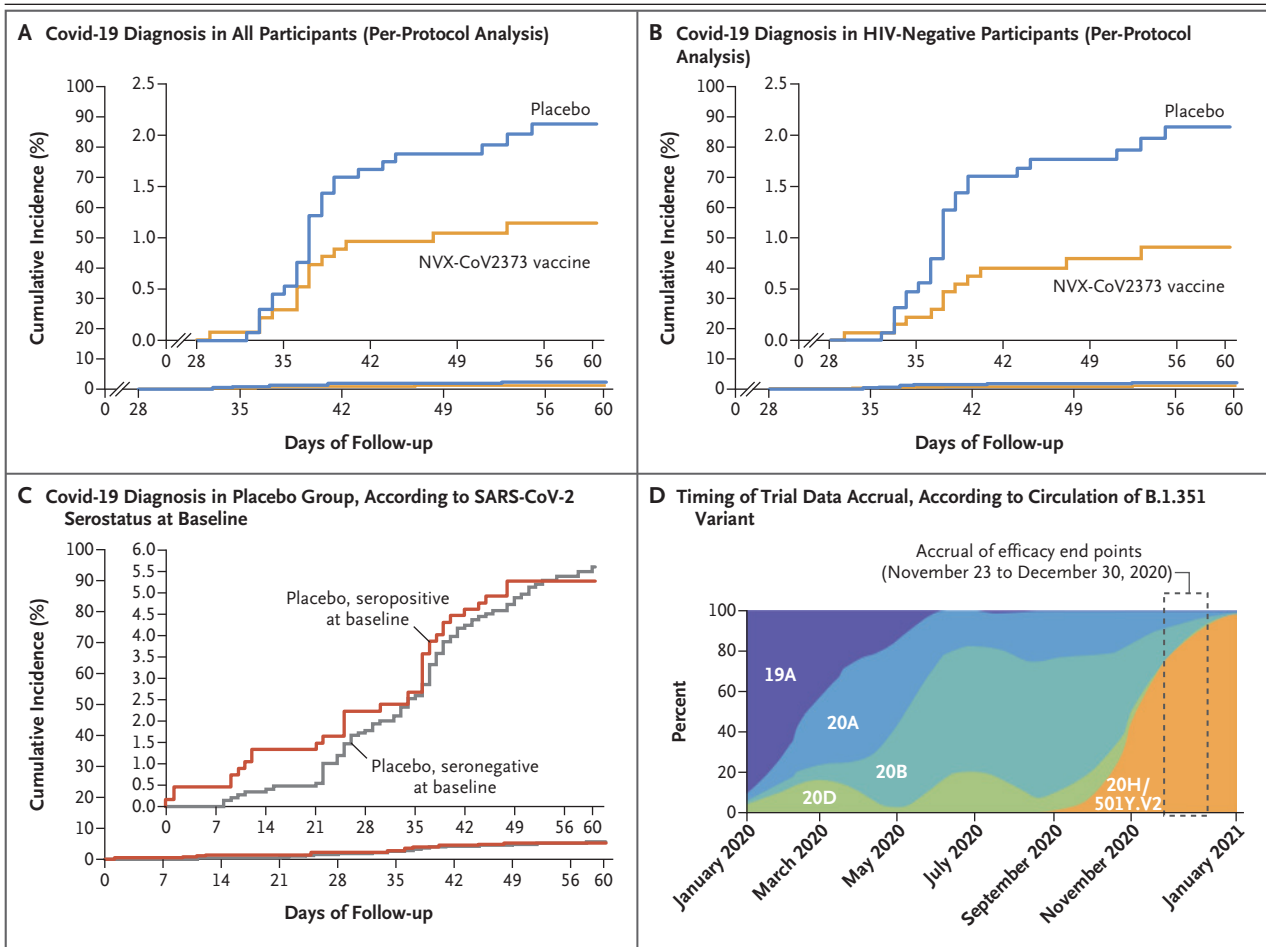 A Covid-19 Diagnosis in All Participants (Per-Protocol Analysis)
100
90
80
70
60
50
40
30
20
10
0
Cumulative Incidence (%)
2.5
2.0
1.5
1.0
0.5
0.0
Placebo
NVX-CoV2373 vaccine
0 28 35 42 49 56 60
0 28 35 42 49 56 60
Days of Follow-up
B Covid-19 Diagnosis in HIV-Negative Participants (Per-Protocol
Analysis)
100
90
80
70
60
50
40
30
20
10
0
Cumulative Incidence (%)
2.5
2.0
1.5
1.0
0.5
0.0
Placebo
NVX-CoV2373 vaccine
0 28 35 42 49 56 60
0 28 35 42 49 56 60
Days of Follow-up
C Covid-19 Diagnosis in Placebo Group, According to SARS-CoV-2
Serostatus at Baseline
100
90
80
70
60
50
40
30
20
10
0
Cumulative Incidence (%)
6.0
5.5
5.0
4.5
4.0
3.5
3.0
2.5
2.0
1.5
1.0
0.5
0.0
Placebo, seropositive
at baseline
Placebo, seronegative
at baseline
0 7 14 21 28 35 42 49 56 60
0 7 14 21 28 35 42 49 56 60
Days of Follow-up
D Timing of Trial Data Accrual, According to Circulation of B.1.351
Variant
Accrual of efficacy end points
(November 23 to December 30, 2020)
100
80
60
40
20
0
Percent
19A
20A
20B
20D
20H/
501Y.V2
January 2020
March 2020
May 2020
July 2020
September 2020
November 2020
January 2021